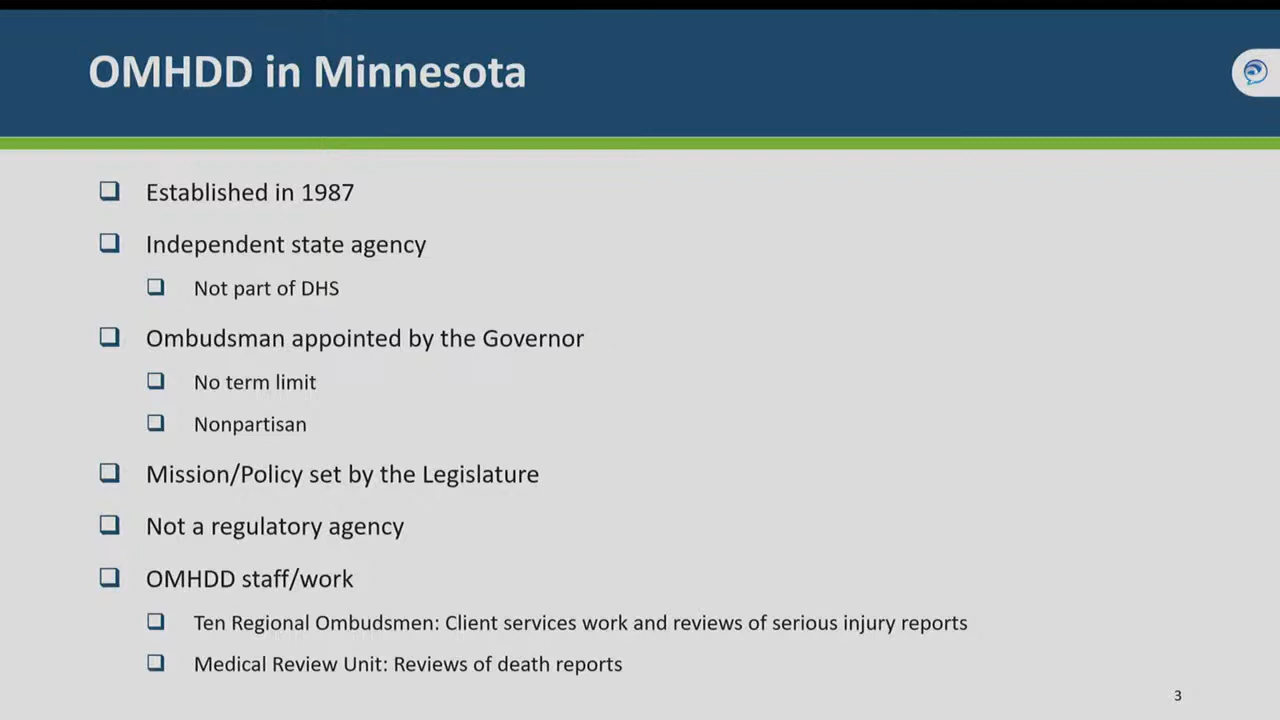 OMHDD in Minnesota
Established in 1987
Independent state agency
Not part of DHS
Ombudsman appointed by the Governor
No term limit
Nonpartisan
Mission/Policy set by the Legislature
Not a regulatory agency
OMHDD staff/work
Ten Regional Ombudsmen: Client services work and reviews of serious injury reports
Medical Review Unit: Reviews of death reports
3